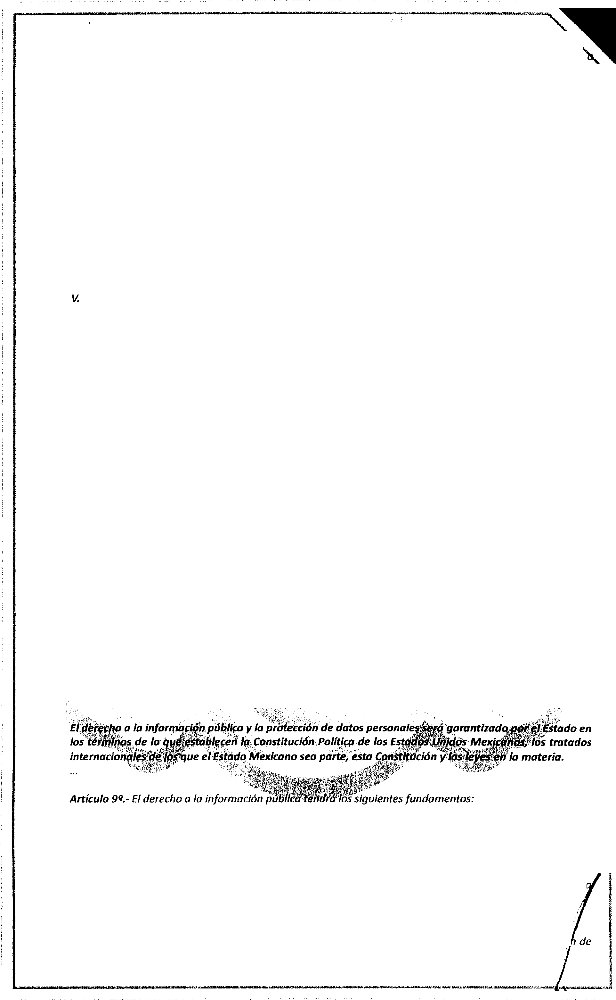 o
V.
El derecho a la información pública y la protección de datos personales será garantizado por el Estado en
los términos de lo que establecen la Constitución Política de los Estados Unidos Mexicanos, los tratados
internacionales de los que el Estado Mexicano sea parte, esta Constitución y las leyes en la materia.
...
Artículo 9º.- El derecho a la información pública tendrá los siguientes fundamentos:
a
n de